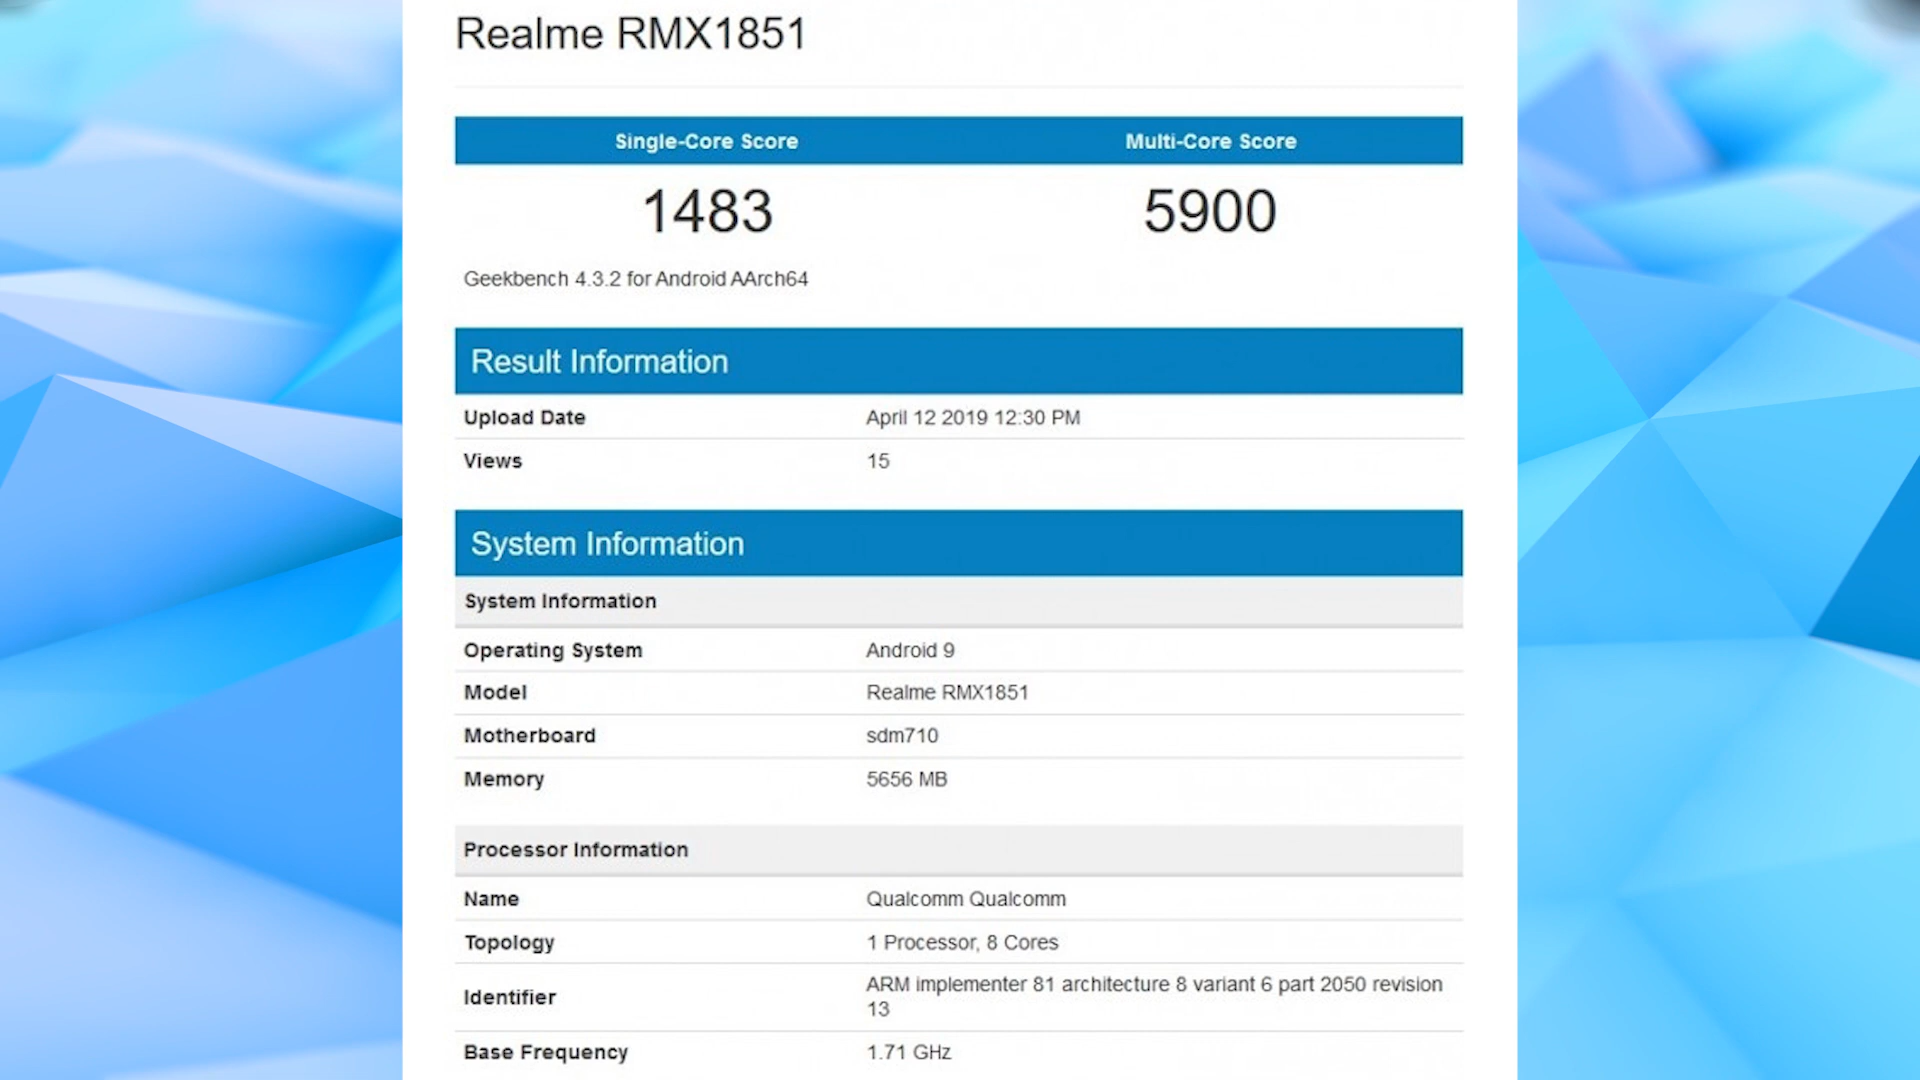 Realme RMX1851
Single-Core Score Multi-Core Score
1483 5900
Geekbench 4.3.2 for Android AArch64
Result Information
Upload Date April 12 2019 12:30 PM
Views 15
System Information
System Information
Operating System Android 9
Model Realme RMX1851
Motherboard sdm710
Memory 5656 MB
Processor Information
Name Qualcomm Qualcomm
Topology 1 Processor, 8 Cores
Identifier ARM implementer 81 architecture 8 variant 6 part 2050 revision
13
Base Frequency 1.71 GHz